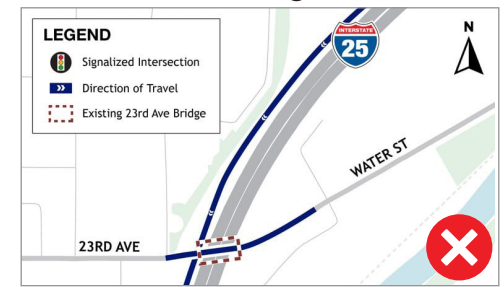 LEGEND
Signalized Intersection
Direction of Travel
Existing 23rd Ave Bridge
INTERSTATE
25
N
WATER ST
23RD AVE